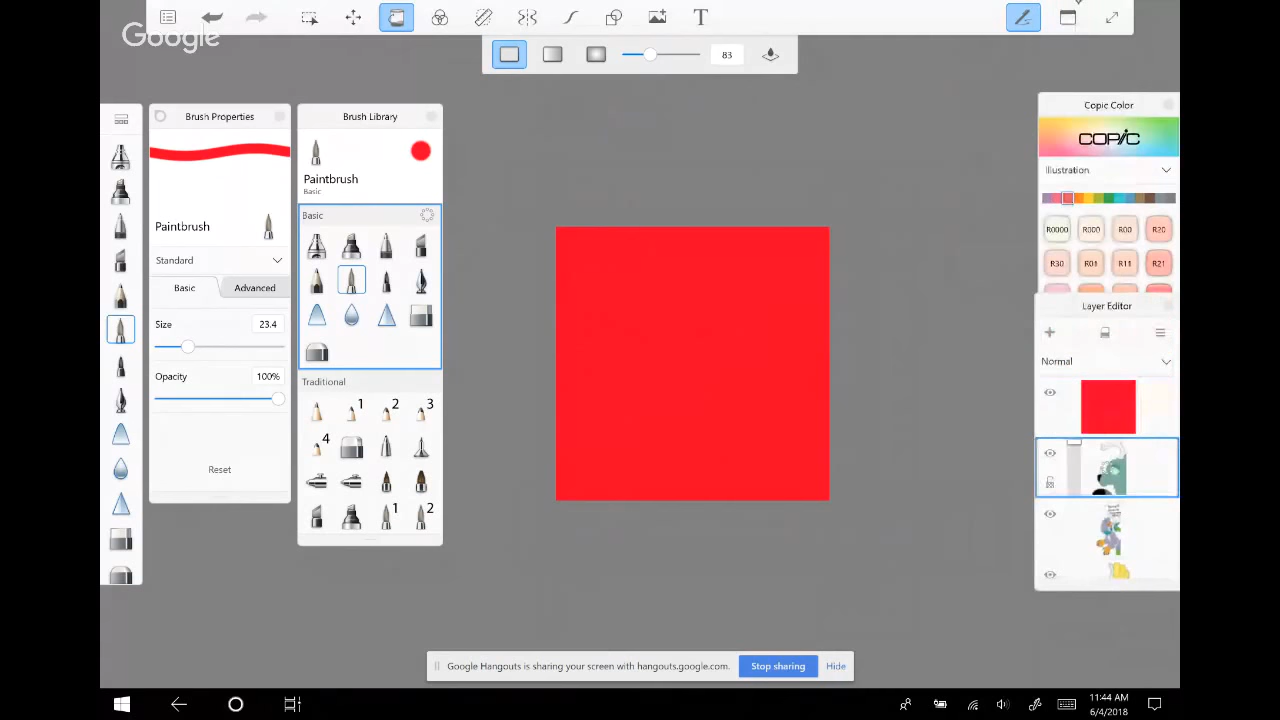 Google
T
83
Brush Properties
Brush Library
Copic Color
COPIC
Paintbrush
Basic
Illustration
Paintbrush
Basic
R0000 R000 R00 R20
Standard
R30 R01 R11 R21
Basic Advanced
Layer Editor
Size 23.4
Normal
Opacity 100%
Traditional
1 2 3
4
Reset
1 2
Google Hangouts is sharing your screen with hangouts.google.com. Stop sharing Hide
11:44 AM
6/4/2018